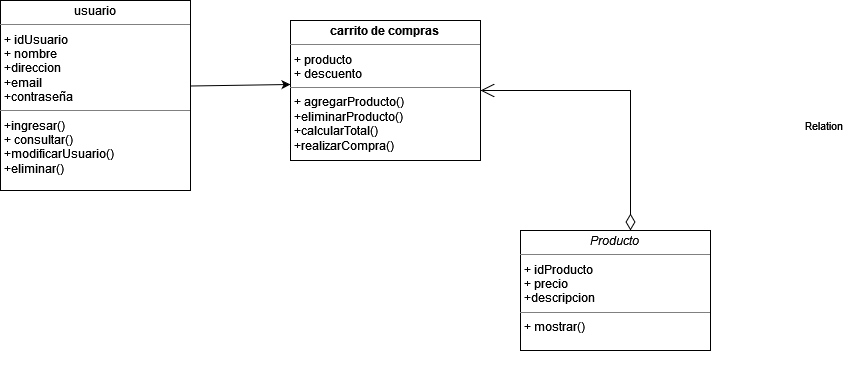 usuario
+ idUsuario
+ nombre
+direccion
+email
+contraseña
+ingresar()
+ consultar()
+modificarUsuario()
+eliminar()
carrito de compras
+ producto
+ descuento
+ agregarProducto()
+eliminarProducto()
+calcularTotal()
+realizarCompra()
Relation
Producto
+ idProducto
+ precio
+descripcion
+ mostrar()